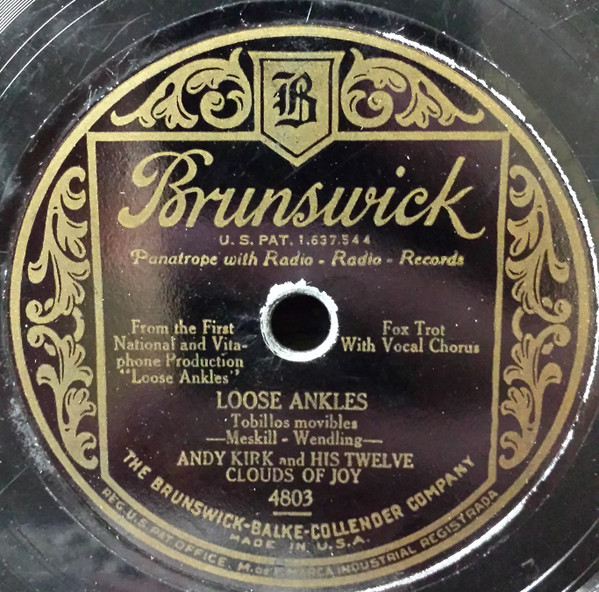 B
Brunswick
U. S. PAT. 1.637.544
Panatrope with Radio - Radio - Records
From the First
National and Vita-
phone Production
"Loose Ankles"
Fox Trot
With Vocal Chorus
LOOSE ANKLES
Tobillos movibles
—Meskill - Wendling—
ANDY KIRK and HIS TWELVE
CLOUDS OF JOY
4803
THE BRUNSWICK-BALKE-COLLENDER COMPANY
MADE IN U.S.A.
REG. U.S. PAT. OFFICE. M. de F. MARCA INDUSTRIAL REGISTRADA